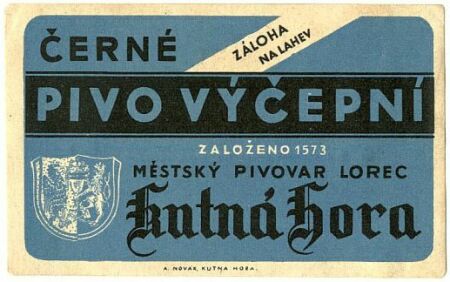 ČERNÉ
ZÁLOHA
NA LAHEV
PIVO VÝČEPNÍ
ZALOŽENO 1573
MĚSTSKÝ PIVOVAR LOREC
Kutná Hora
A. NOVÁK, KUTNÁ HORA.